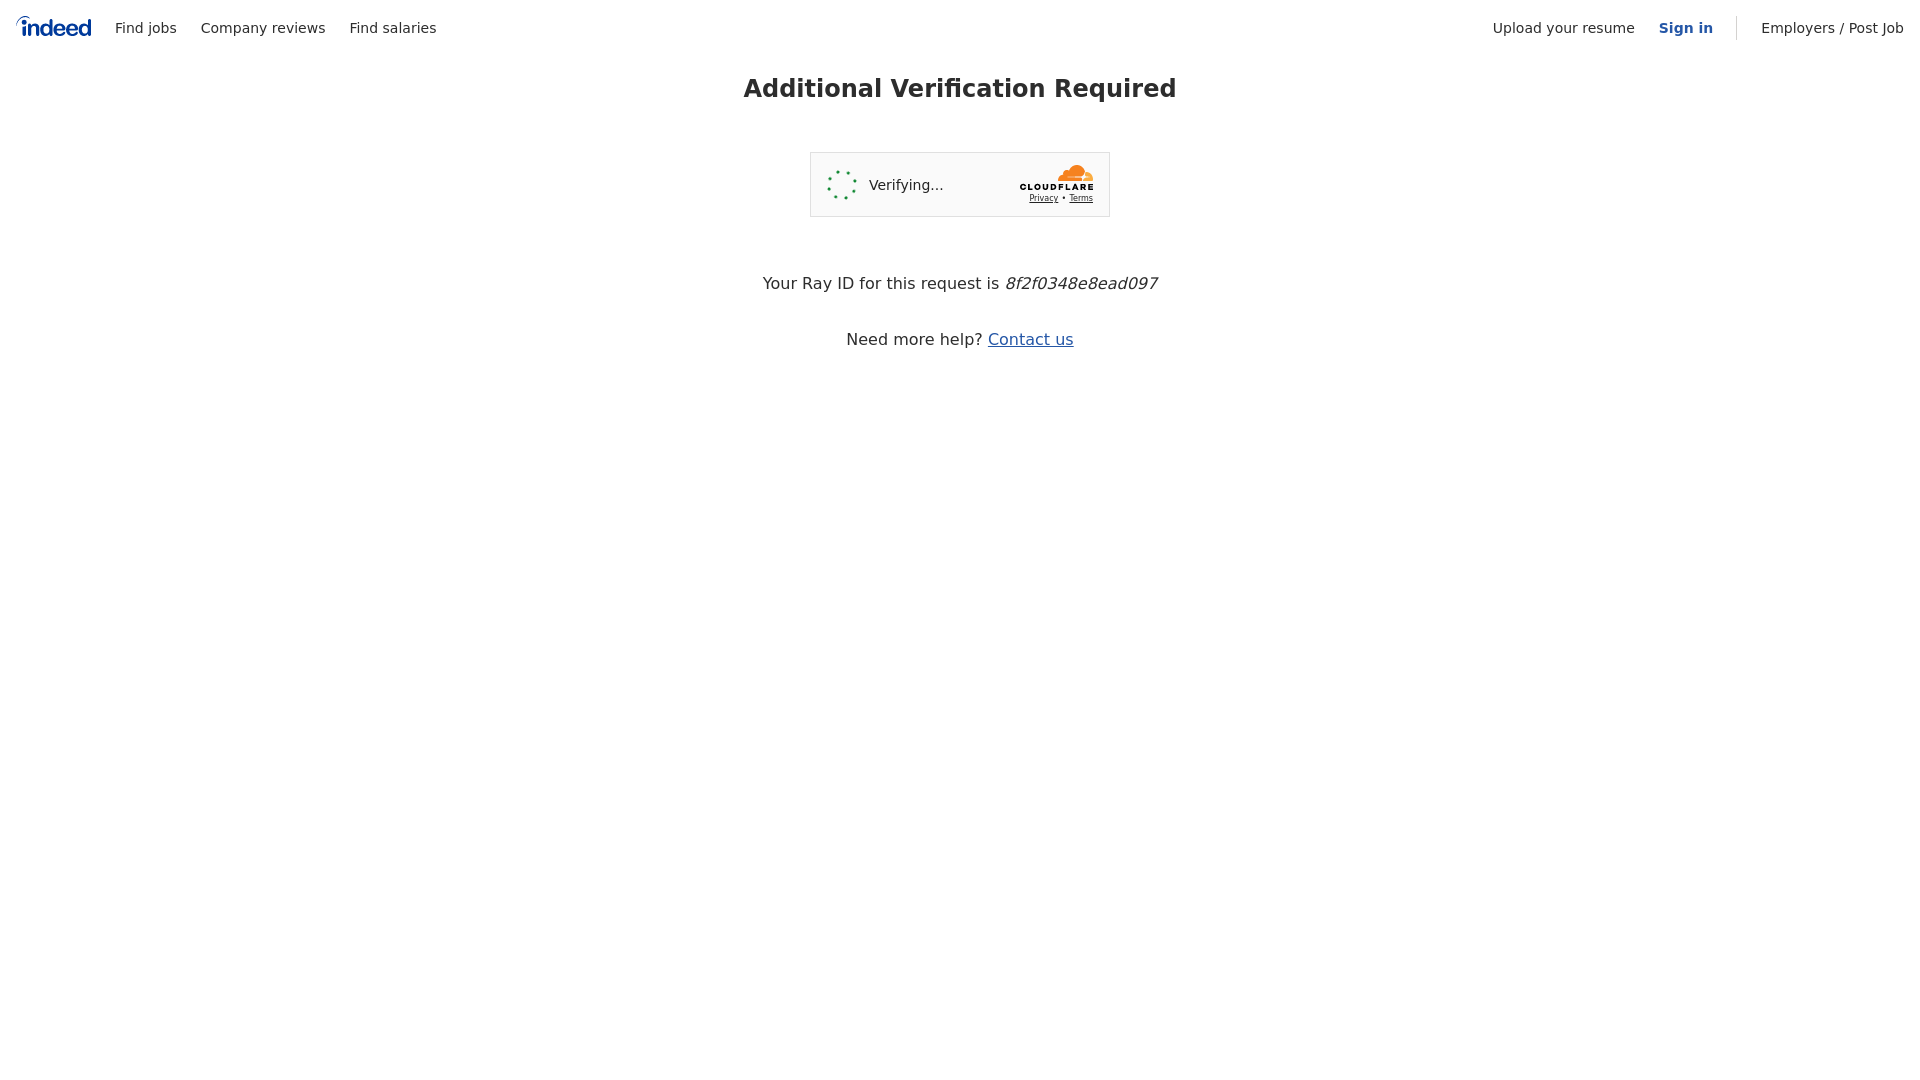 indeed Find jobs Company reviews Find salaries Upload your resume Sign in Employers / Post Job
Additional Verification Required
Verifying...
CLOUDFLARE
Privacy • Terms
Your Ray ID for this request is 8f2f0348e8ead097
Need more help? Contact us